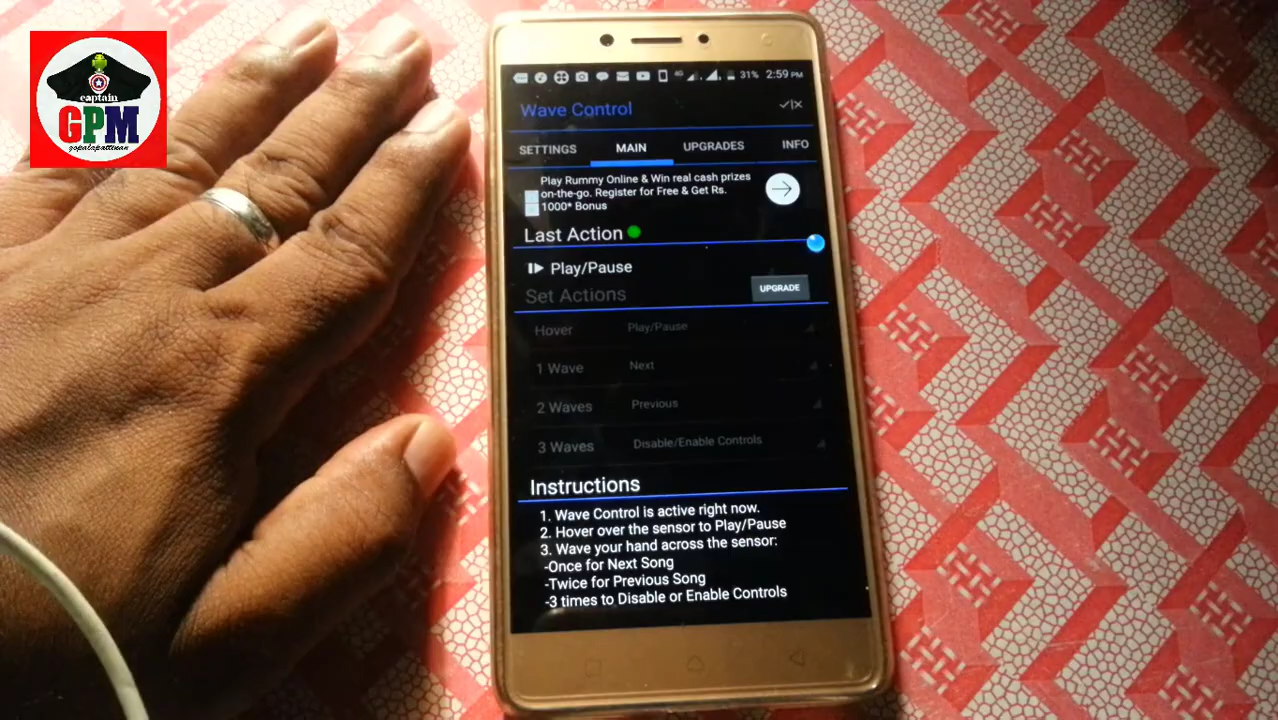 captain
GPM
gopalapattinan
4G
31%
2:59 PM
Wave Control
SETTINGS
MAIN
UPGRADES
INFO
Play Rummy Online & Win real cash prizes
on-the-go. Register for Free & Get Rs.
1000* Bonus
Last Action
Play/Pause
Set Actions
UPGRADE
Hover Play/Pause
1 Wave Next
2 Waves Previous
3 Waves Disable/Enable Controls
Instructions
1. Wave Control is active right now.
2. Hover over the sensor to Play/Pause
3. Wave your hand across the sensor:
-Once for Next Song
-Twice for Previous Song
-3 times to Disable or Enable Controls